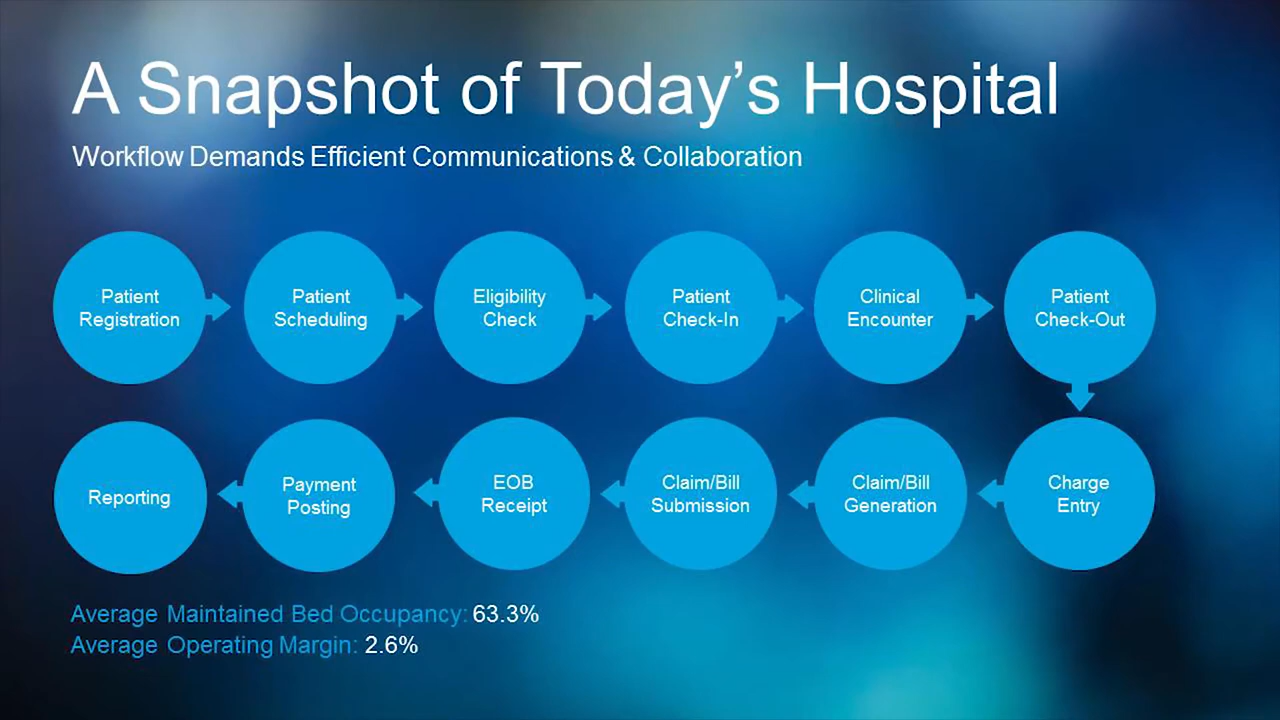 A Snapshot of Today’s Hospital
Workflow Demands Efficient Communications & Collaboration
Patient
Registration
Patient
Scheduling
Eligibility
Check
Patient
Check-In
Clinical
Encounter
Patient
Check-Out
Charge
Entry
Claim/Bill
Generation
Claim/Bill
Submission
EOB
Receipt
Payment
Posting
Reporting
Average Maintained Bed Occupancy: 63.3%
Average Operating Margin: 2.6%